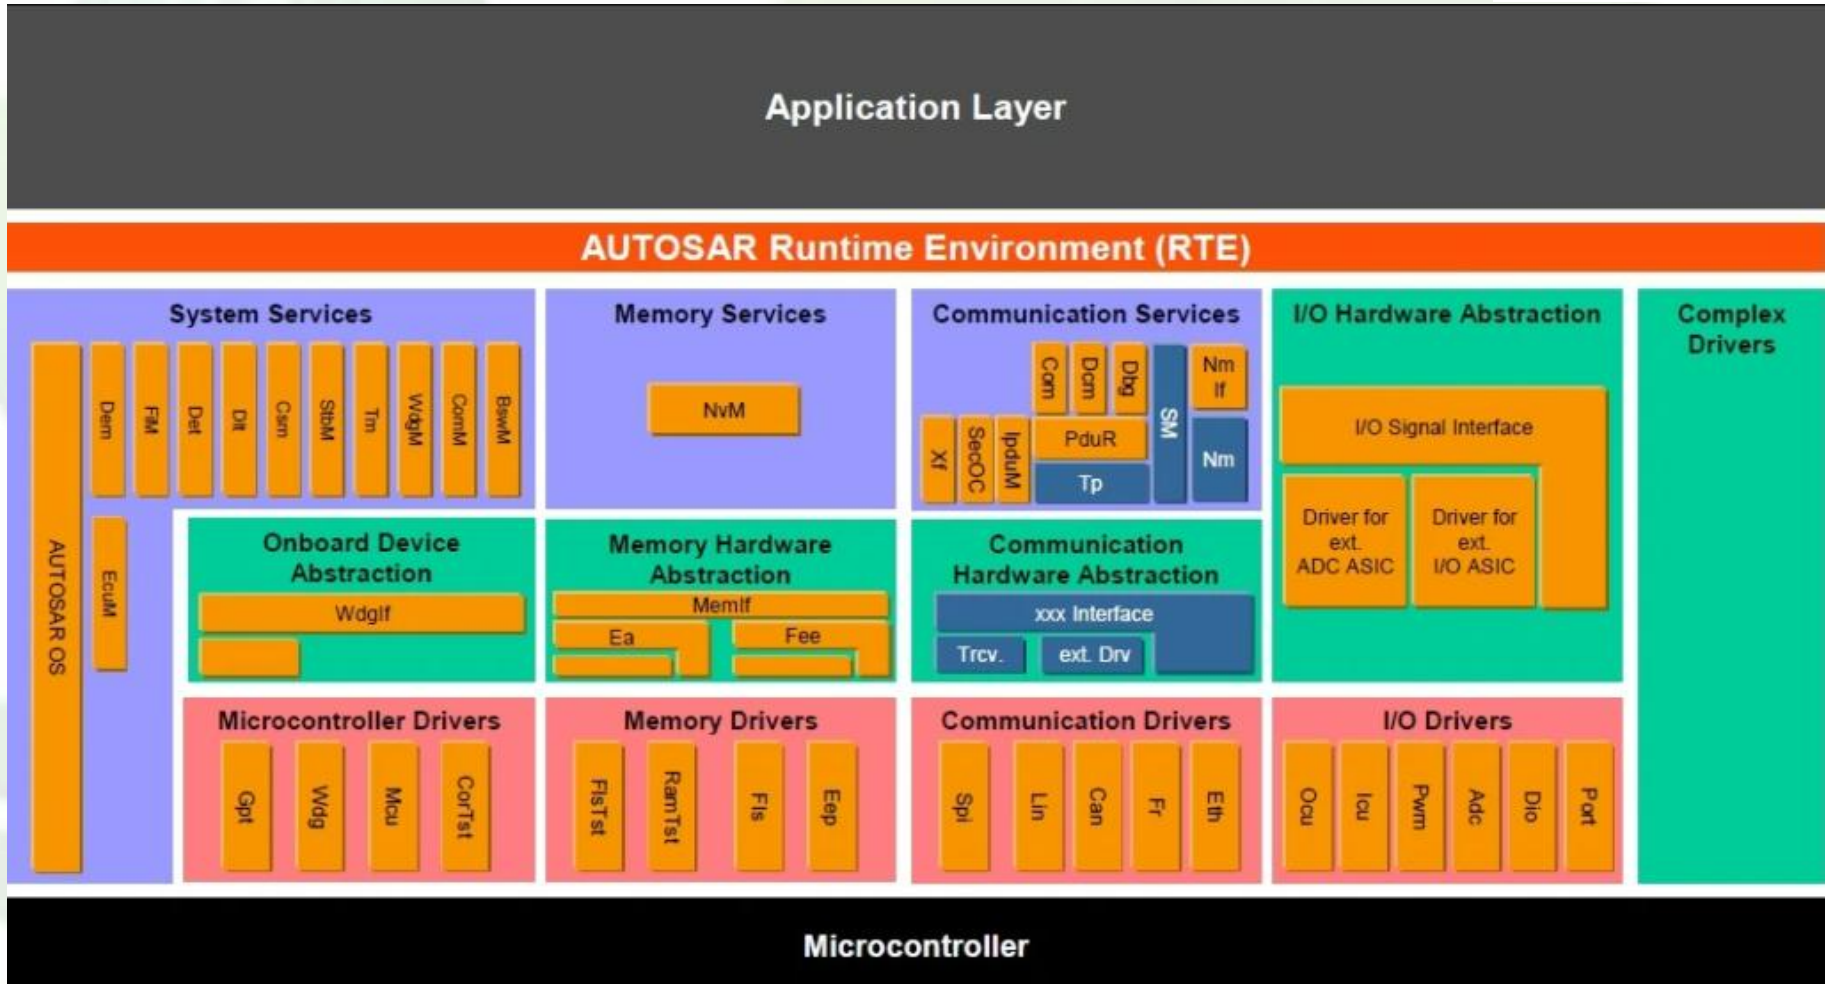 Application Layer
AUTOSAR Runtime Environment (RTE)
System Services
AUTOSAR OS
Dem
FiM
Det
Dlt
Csm
StbM
Tm
WdgM
ComM
BswM
EcuM
Memory Services
NvM
Communication Services
Com
Dcm
Dbg
SM
Nm
If
Xf
SecOC
IpduM
PduR
Tp
Nm
I/O Hardware Abstraction
I/O Signal Interface
Driver for
ext.
ADC ASIC
Driver for
ext.
I/O ASIC
Complex
Drivers
Onboard Device
Abstraction
WdgIf
Memory Hardware
Abstraction
MemIf
Ea
Fee
Communication
Hardware Abstraction
xxx Interface
Trcv.
ext. Drv
Microcontroller Drivers
Gpt
Wdg
Mcu
CorTst
Memory Drivers
FlsTst
RamTst
Fls
Eep
Communication Drivers
Spi
Lin
Can
Fr
Eth
I/O Drivers
Ocu
Icu
Pwm
Adc
Dio
Port
Microcontroller